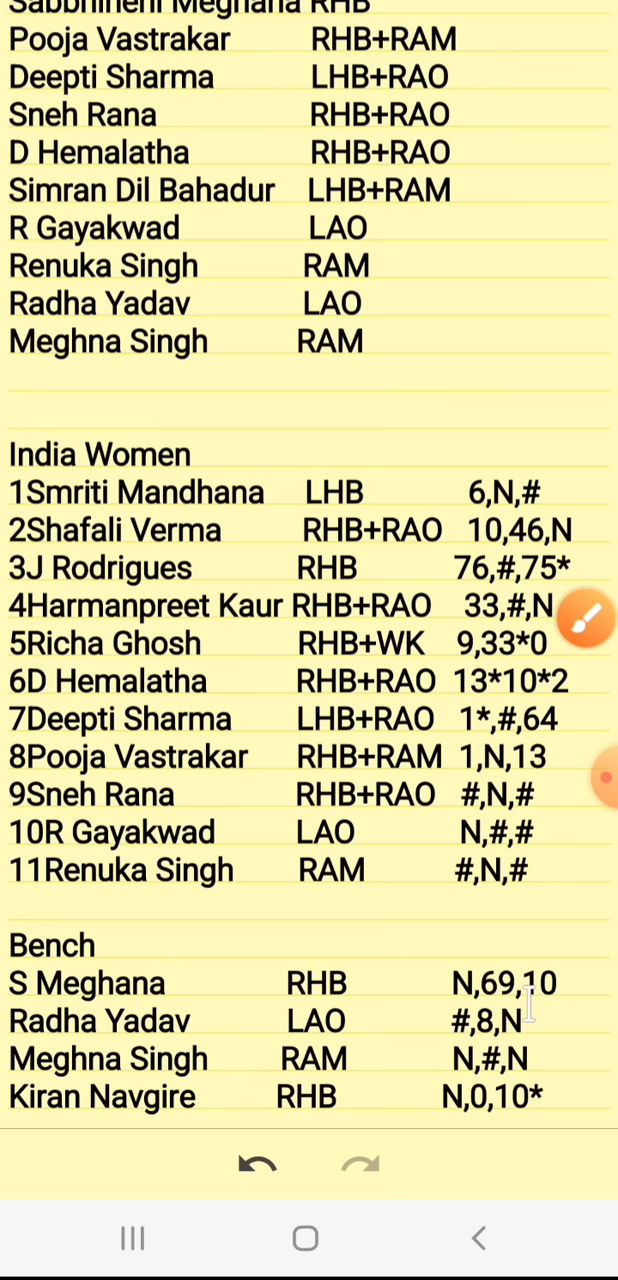 Sabbhineni Meghana RHB
Pooja Vastrakar RHB+RAM
Deepti Sharma LHB+RAO
Sneh Rana RHB+RAO
D Hemalatha RHB+RAO
Simran Dil Bahadur LHB+RAM
R Gayakwad LAO
Renuka Singh RAM
Radha Yadav LAO
Meghna Singh RAM
India Women
1Smriti Mandhana LHB 6,N,#
2Shafali Verma RHB+RAO 10,46,N
3J Rodrigues RHB 76,#,75*
4Harmanpreet Kaur RHB+RAO 33,#,N
5Richa Ghosh RHB+WK 9,33*0
6D Hemalatha RHB+RAO 13*10*2
7Deepti Sharma LHB+RAO 1*,#,64
8Pooja Vastrakar RHB+RAM 1,N,13
9Sneh Rana RHB+RAO #,N,#
10R Gayakwad LAO N,#,#
11Renuka Singh RAM #,N,#
Bench
S Meghana RHB N,69,10
Radha Yadav LAO #,8,N
Meghna Singh RAM N,#,N
Kiran Navgire RHB N,0,10*